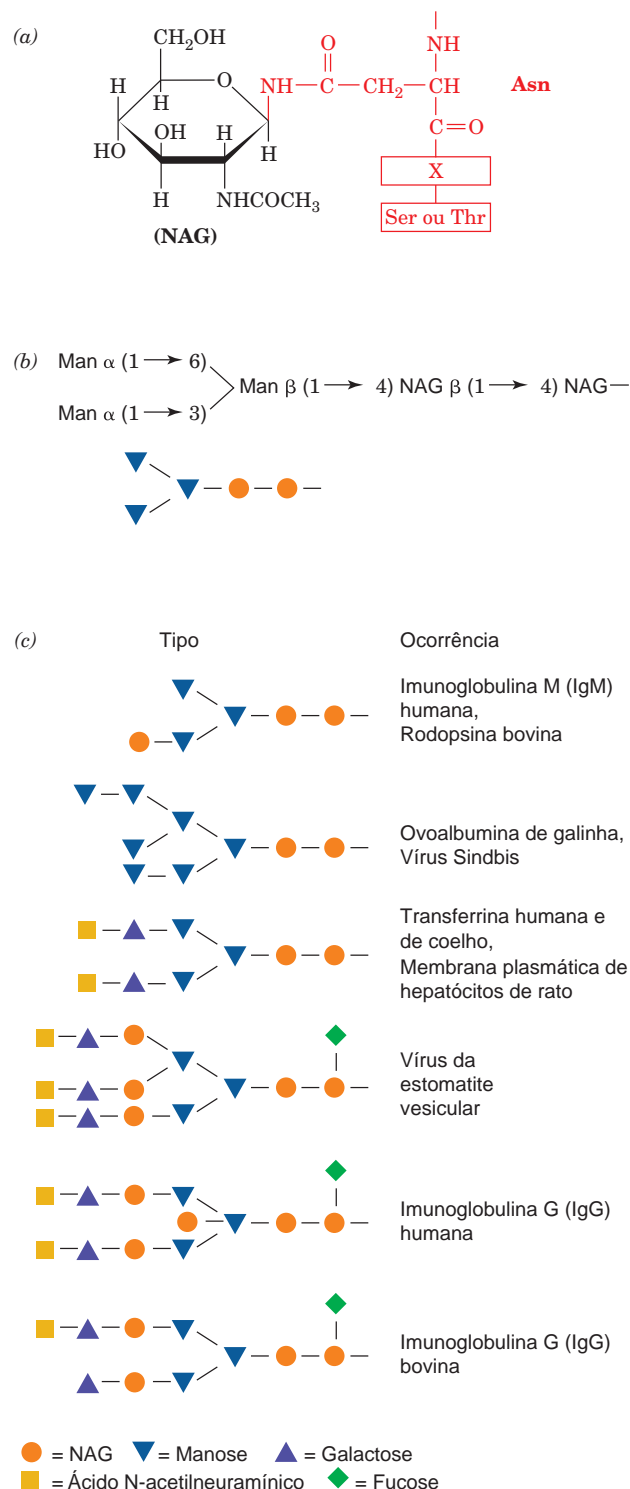 (a)
CH2OH
H
O
H
H
OH
H
HO
H
H
NHCOCH3
(NAG)
O
NH—C—CH2—CH
NH
C=O
X
Ser ou Thr
Asn
(b)
Man α (1 → 6)
Man α (1 → 3)
Man β (1 → 4) NAG β (1 → 4) NAG—
(c) Tipo Ocorrência
Imunoglobulina M (IgM)
humana,
Rodopsina bovina
Ovoalbumina de galinha,
Vírus Sindbis
Transferrina humana e
de coelho,
Membrana plasmática de
hepatócitos de rato
Vírus da
estomatite
vesicular
Imunoglobulina G (IgG)
humana
Imunoglobulina G (IgG)
bovina
= NAG = Manose = Galactose
= Ácido N-acetilneuramínico = Fucose